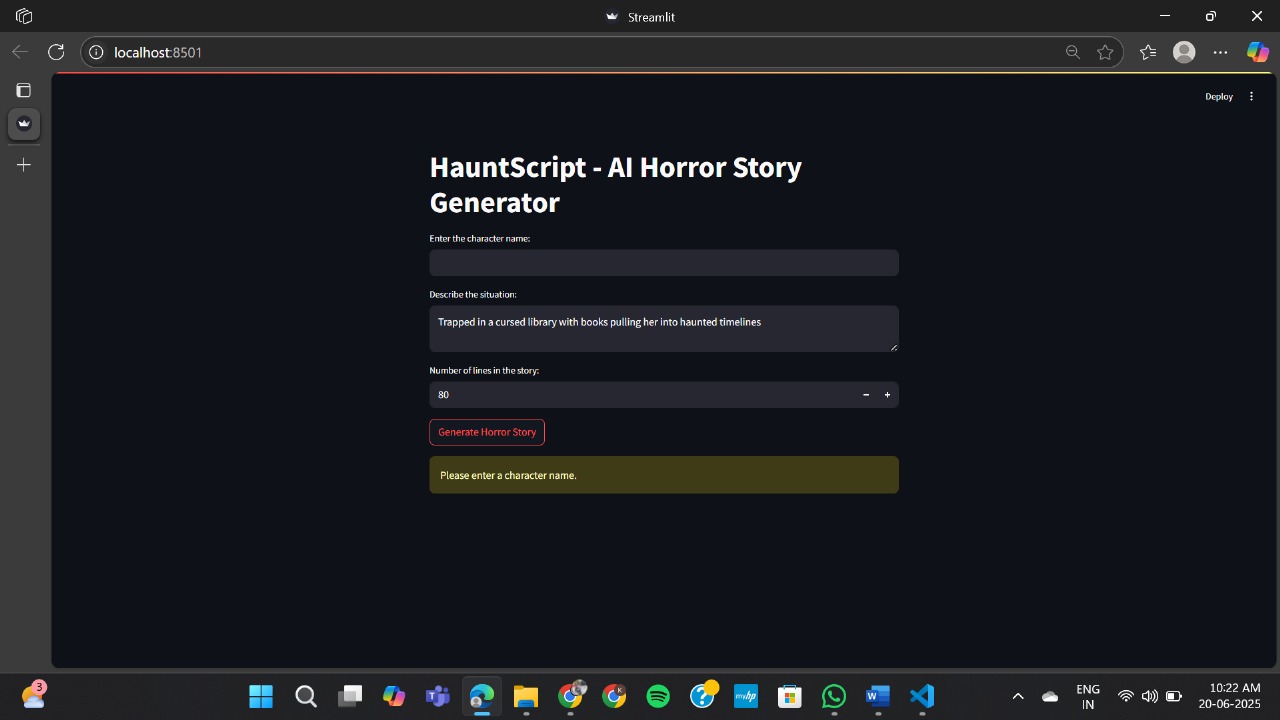 Streamlit
localhost:8501
Deploy
HauntScript - AI Horror Story
Generator
Enter the character name:
Describe the situation:
Trapped in a cursed library with books pulling her into haunted timelines
Number of lines in the story:
80
Generate Horror Story
Please enter a character name.
3
myhp
ENG
IN
10:22 AM
20-06-2025